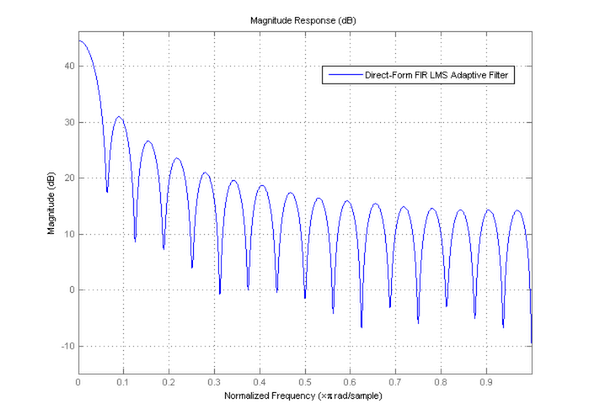 Magnitude Response (dB)
Direct-Form FIR LMS Adaptive Filter
Magnitude (dB)
40
30
20
10
0
-10
0 0.1 0.2 0.3 0.4 0.5 0.6 0.7 0.8 0.9
Normalized Frequency (×π rad/sample)